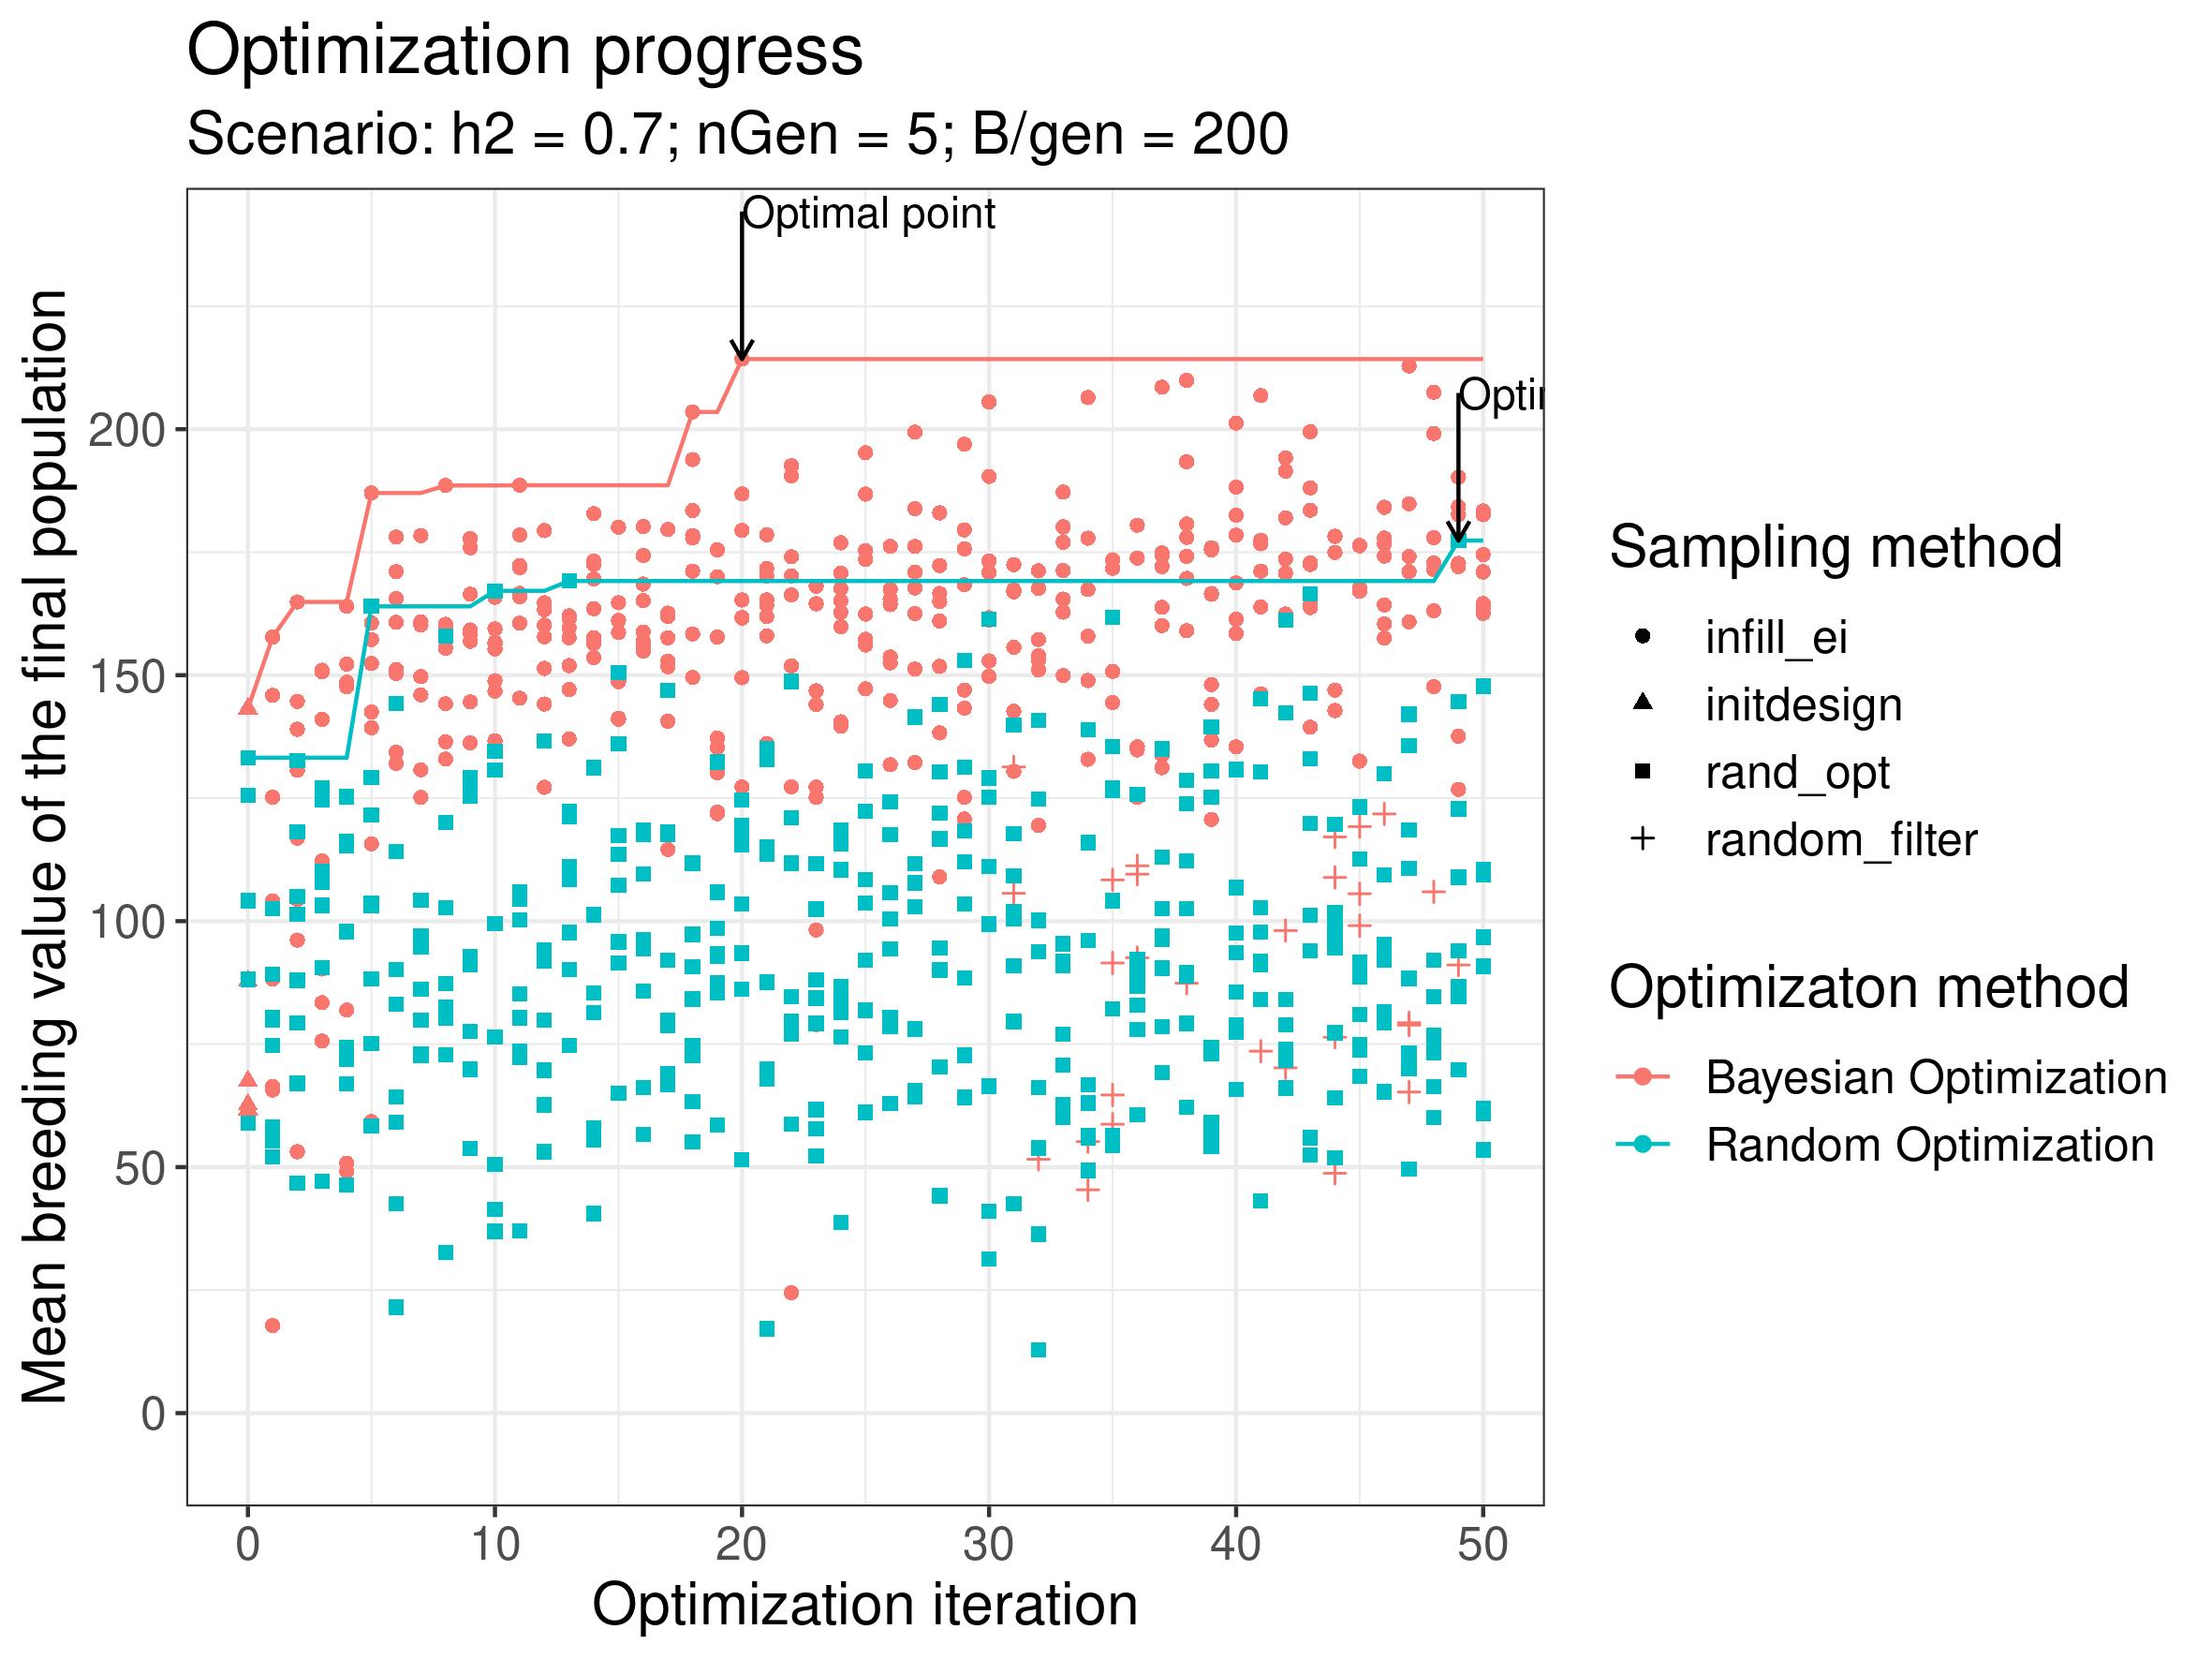 Optimization progress
Scenario: h2 = 0.7; nGen = 5; B/gen = 200
Mean breeding value of the final population
200
150
100
50
0
Optimal point
Optin
0 10 20 30 40 50
Optimization iteration
Sampling method
infill_ei
initdesign
rand_opt
random_filter
Optimizaton method
Bayesian Optimization
Random Optimization